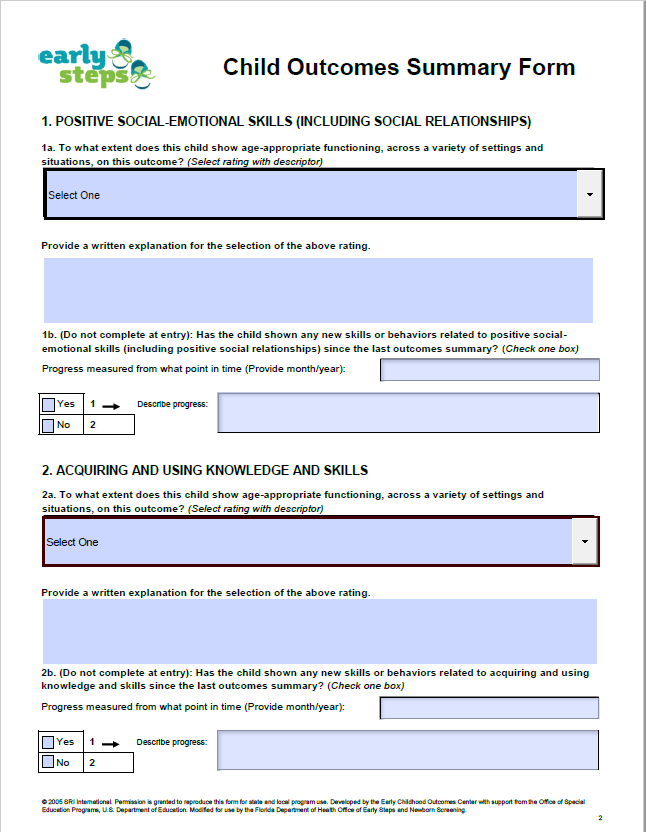 early
steps
Child Outcomes Summary Form
1. POSITIVE SOCIAL-EMOTIONAL SKILLS (INCLUDING SOCIAL RELATIONSHIPS)
1a. To what extent does this child show age-appropriate functioning, across a variety of settings and
situations, on this outcome? (Select rating with descriptor)
Select One
Provide a written explanation for the selection of the above rating.
1b. (Do not complete at entry): Has the child shown any new skills or behaviors related to positive social-
emotional skills (including positive social relationships) since the last outcomes summary? (Check one box)
Progress measured from what point in time (Provide month/year):
Yes 1 Describe progress:
No 2
2. ACQUIRING AND USING KNOWLEDGE AND SKILLS
2a. To what extent does this child show age-appropriate functioning, across a variety of settings and
situations, on this outcome? (Select rating with descriptor)
Select One
Provide a written explanation for the selection of the above rating.
2b. (Do not complete at entry): Has the child shown any new skills or behaviors related to acquiring and using
knowledge and skills since the last outcomes summary? (Check one box)
Progress measured from what point in time (Provide month/year):
Yes 1 Describe progress:
No 2
© 2005 SRI International. Permission is granted to reproduce this form for state and local program use. Developed by the Early Childhood Outcomes Center with support from the Office of Special
Education Programs, U.S. Department of Education. Modified for use by the Florida Department of Health Office of Early Steps and Newborn Screening.
2